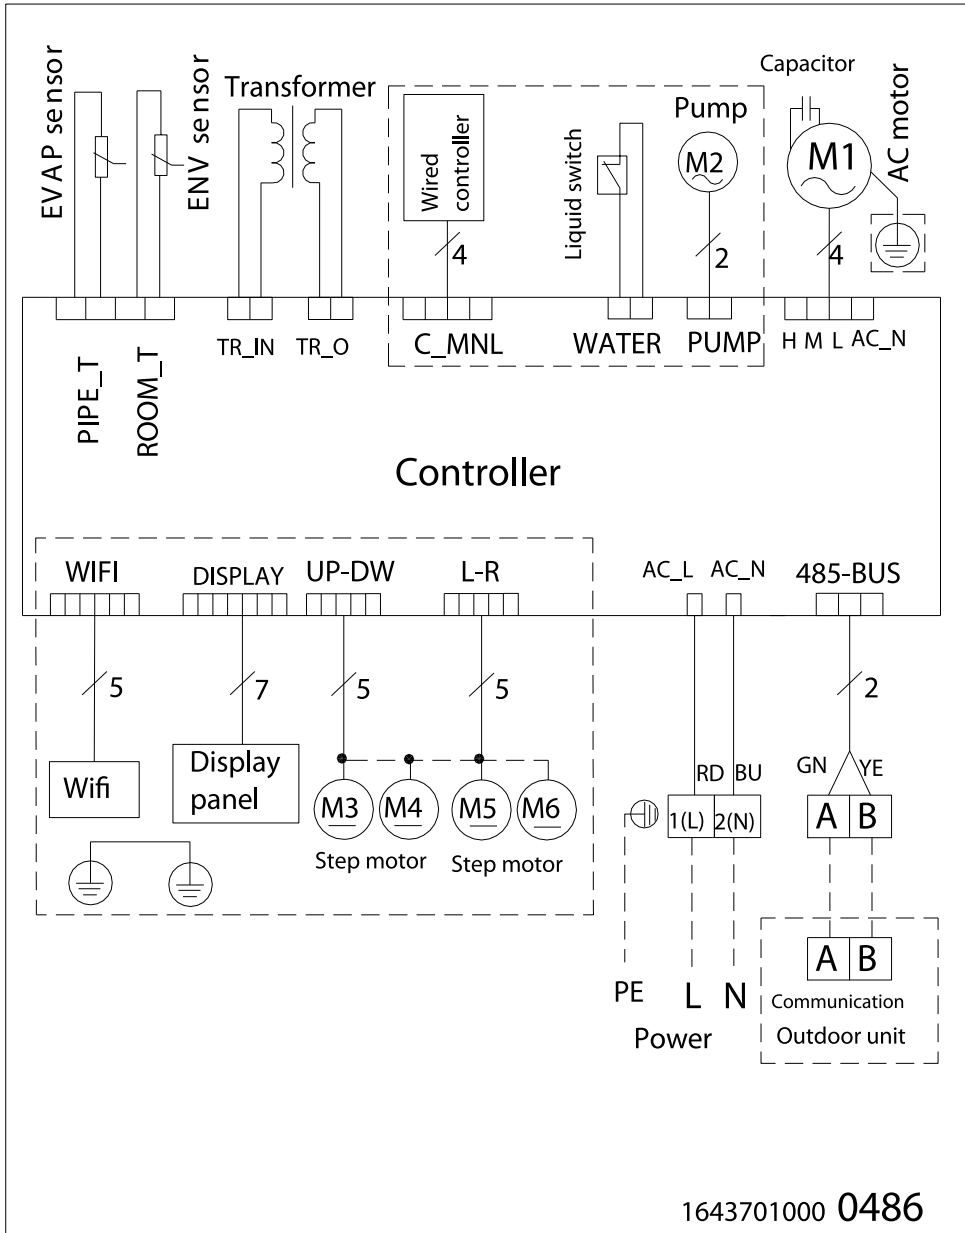 EVAP sensor
ENV sensor
Transformer
Wired
controller
Liquid switch
Pump
M2
Capacitor
M1
AC motor
4
2
4
PIPE_T
ROOM_T
TR_IN
TR_O
C_MNL
WATER
PUMP
H M L AC_N
Controller
WIFI
DISPLAY
UP-DW
L-R
AC_L
AC_N
485-BUS
5
7
5
5
2
Wifi
Display
panel
M3
M4
M5
M6
Step motor
Step motor
RD
BU
1(L)
2(N)
GN
YE
A B
A B
PE
L
N
Power
Communication
Outdoor unit
1643701000 0486